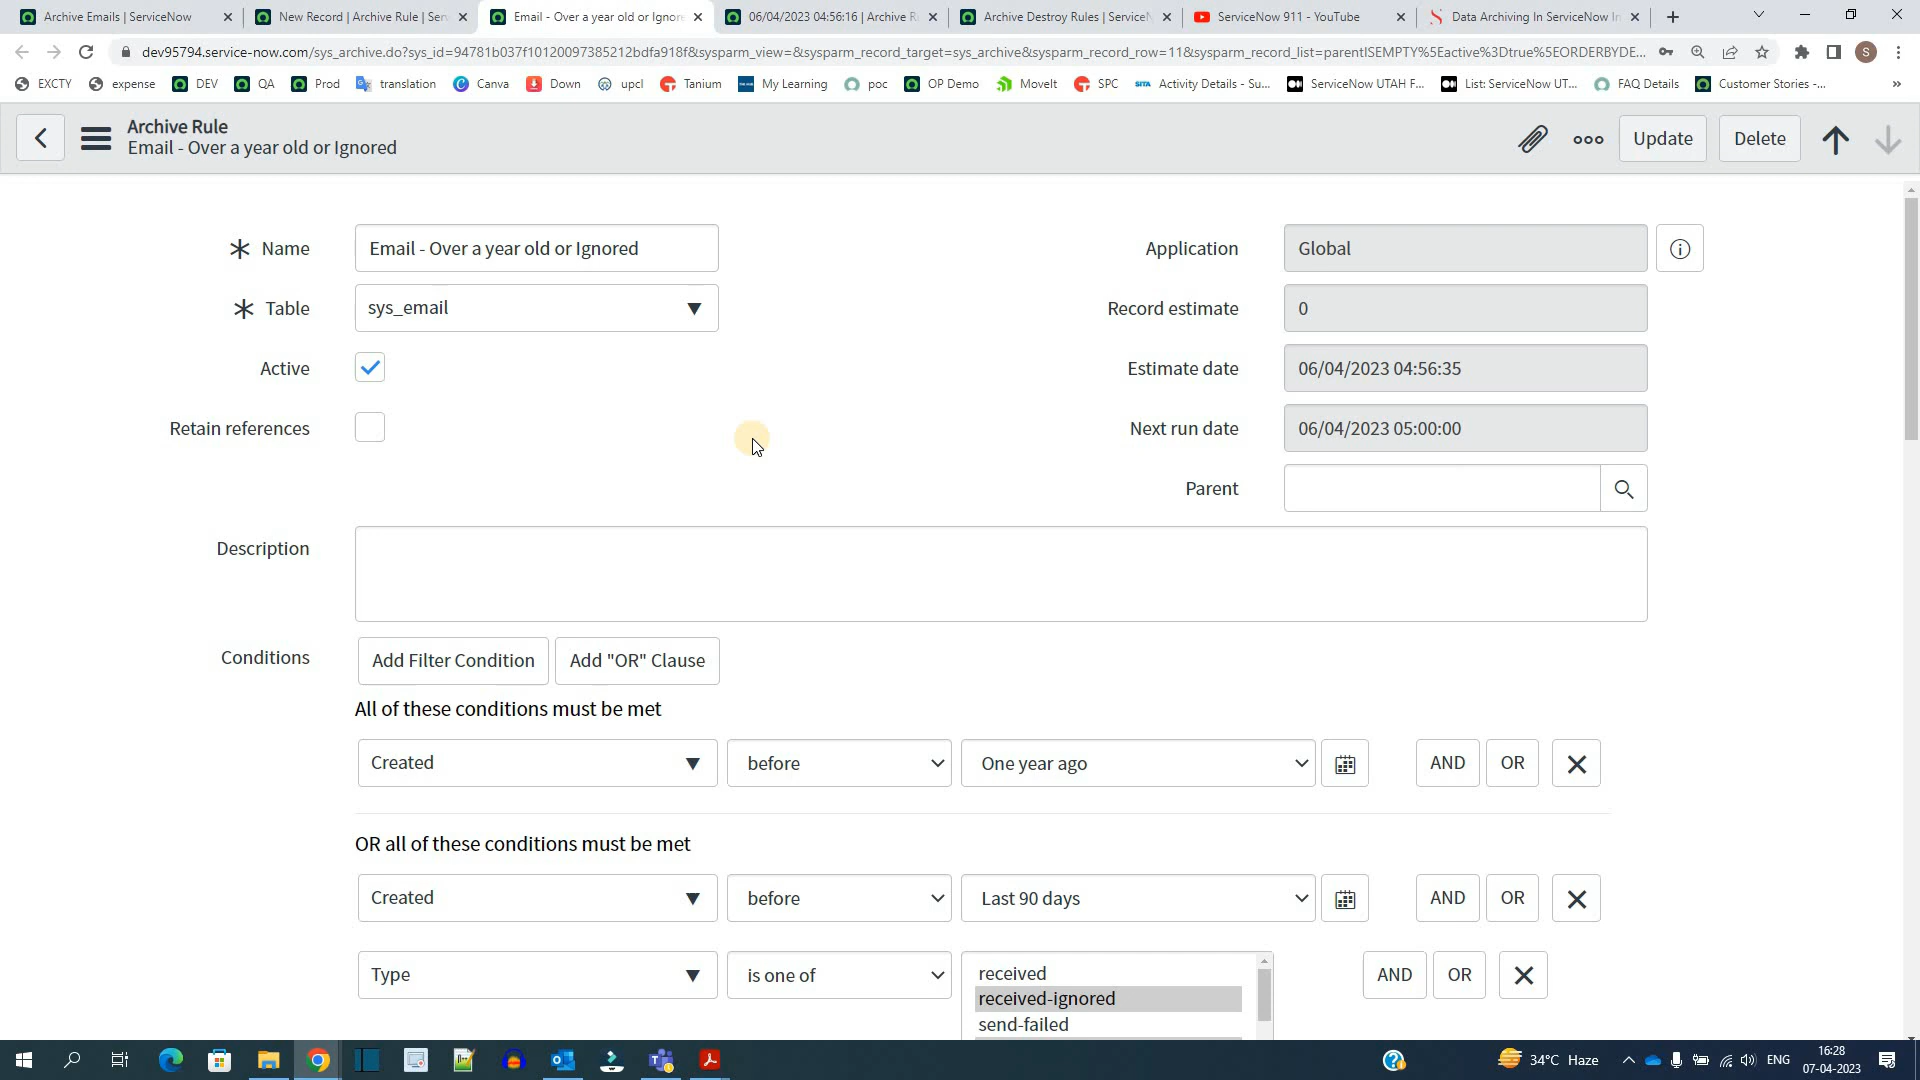 Archive Emails | ServiceNow
New Record | Archive Rule | Ser
Email - Over a year old or Ignor
06/04/2023 04:56:16 | Archive R
Archive Destroy Rules | Service
ServiceNow 911 - YouTube
Data Archiving In ServiceNow In
dev95794.service-now.com/sys_archive.do?sys_id=94781b037f10120097385212bdfa918f&sysparm_view=&sysparm_record_target=sys_archive&sysparm_record_row=11&sysparm_record_list=parentISEMPTY%5Eactive%3Dtrue%5EORDERBYDE...
S
EXCTY
expense
DEV
QA
Prod
translation
Canva
Down
upcl
Tanium
My Learning
poc
OP Demo
MoveIt
SPC
SITA
Activity Details - Su...
ServiceNow UTAH F...
List: ServiceNow UT...
FAQ Details
Customer Stories -...
»
Archive Rule
Email - Over a year old or Ignored
Update
Delete
Name
Email - Over a year old or Ignored
Application
Global
Table
sys_email
Record estimate
0
Active
Estimate date
06/04/2023 04:56:35
Retain references
Next run date
06/04/2023 05:00:00
Parent
Description
Conditions
Add Filter Condition
Add "OR" Clause
All of these conditions must be met
Created
before
One year ago
AND
OR
OR all of these conditions must be met
Created
before
Last 90 days
AND
OR
Type
is one of
received
received-ignored
send-failed
AND
OR
34°C Haze
ENG
16:28
07-04-2023